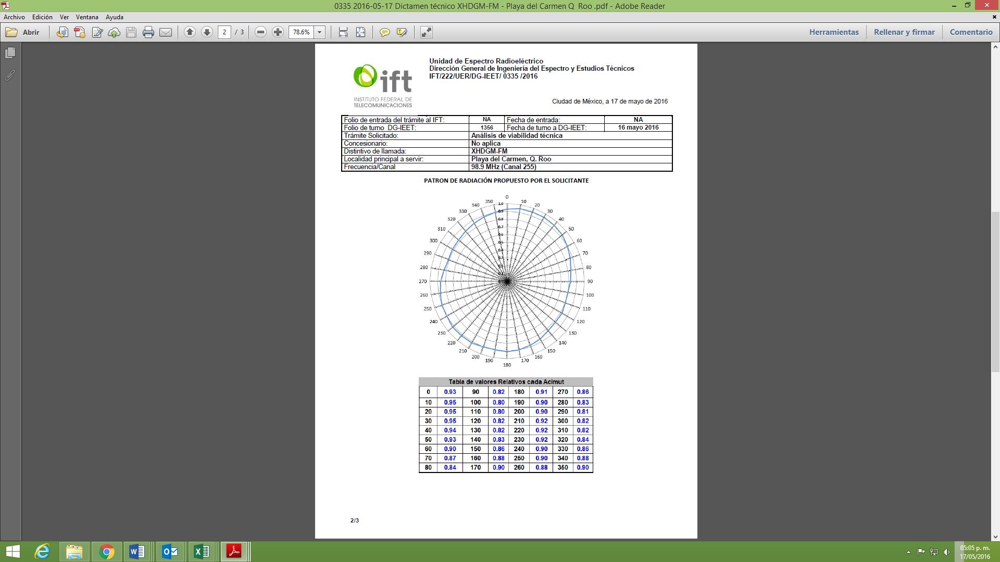 0335 2016-05-17 Dictamen técnico XHDGM-FM - Playa del Carmen Q Roo .pdf - Adobe Reader
Archivo Edición Ver Ventana Ayuda
Abrir 2 / 3 78.6% Herramientas Rellenar y firmar Comentario
Unidad de Espectro Radioeléctrico
Dirección General de Ingeniería del Espectro y Estudios Técnicos
IFT/222/UER/DG-IEET/ 0335 /2016
ift
INSTITUTO FEDERAL DE
TELECOMUNICACIONES
Ciudad de México, a 17 de mayo de 2016
Folio de entrada del trámite al IFT: NA Fecha de entrada: NA
Folio de turno DG-IEET: 1356 Fecha de turno a DG-IEET: 16 mayo 2016
Trámite Solicitado: Análisis de viabilidad técnica
Concesionario: No aplica
Distintivo de llamada: XHDGM-FM
Localidad principal a servir: Playa del Carmen, Q. Roo
Frecuencia/Canal 98.9 MHz (Canal 255)
PATRON DE RADIACIÓN PROPUESTO POR EL SOLICITANTE
0
350 10
340 20
330 30
320 40
310 50
300 60
290 70
280 80
270 90
260 100
250 110
240 120
230 130
220 140
210 150
200 160
190 170
180
1.0
0.9
0.8
0.7
0.6
0.5
0.4
0.3
0.2
0.1
Tabla de valores Relativos cada Acimut
0 0.93 90 0.82 180 0.91 270 0.86
10 0.95 100 0.80 190 0.90 280 0.83
20 0.95 110 0.80 200 0.90 290 0.81
30 0.95 120 0.82 210 0.92 300 0.82
40 0.94 130 0.82 220 0.92 310 0.82
50 0.93 140 0.83 230 0.92 320 0.84
60 0.90 150 0.86 240 0.90 330 0.86
70 0.87 160 0.88 250 0.90 340 0.88
80 0.84 170 0.90 260 0.88 350 0.90
2/3
05:05 p. m.
17/05/2016